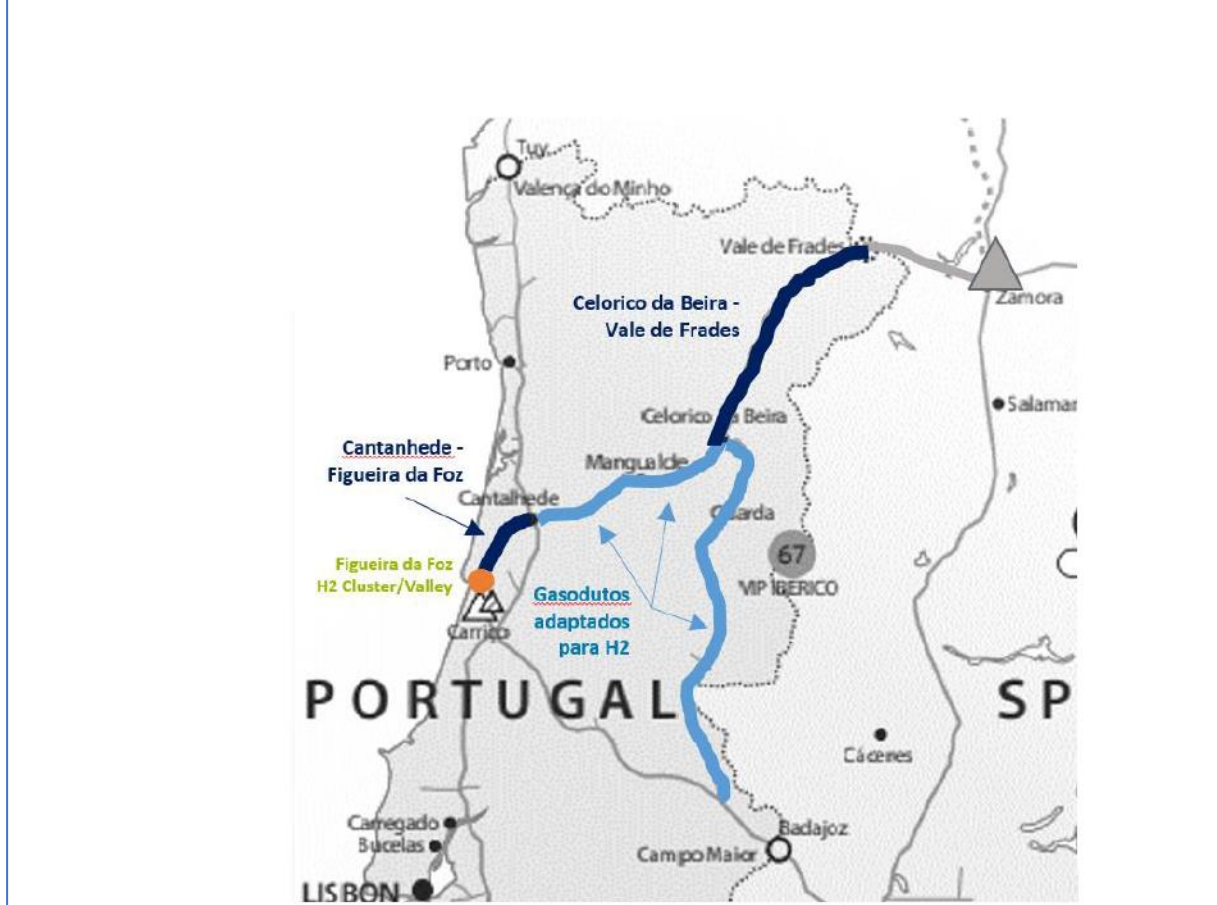 Tuy
Valença do Minho
Vale de Frades
Zamora
Celorico da Beira -
Vale de Frades
Porto
Salamar
Celorico da Beira
Cantanhede -
Figueira da Foz
Mangualde
Cantalhede
Guarda
67
VIP IBERICO
Figueira da Foz
H2 Cluster/Valley
Gasodutos
adaptados
para H2
Carriço
PORTUGAL
SP
Cáceres
Carregado
Bucelas
Badajoz
Campo Maior
LISBON